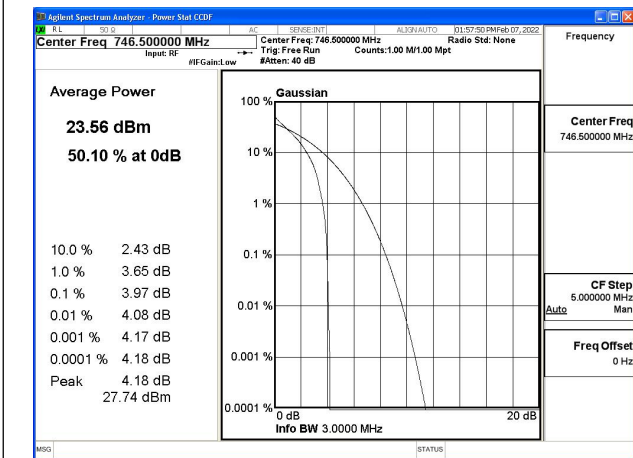 Agilent Spectrum Analyzer - Power Stat CCDF
RL 50 Ω AC SENSE:INT ALIGN AUTO 01:57:50 PM Feb 07, 2022
Center Freq 746.500000 MHz
Center Freq: 746.500000 MHz Radio Std: None
Input: RF Trig: Free Run Counts:1.00 M/1.00 Mpt
#IFGain:Low #Atten: 40 dB
Frequency
Average Power
23.56 dBm
50.10 % at 0dB
10.0 % 2.43 dB
1.0 % 3.65 dB
0.1 % 3.97 dB
0.01 % 4.08 dB
0.001 % 4.17 dB
0.0001 % 4.18 dB
Peak 4.18 dB
27.74 dBm
Gaussian
100 %
10 %
1 %
0.1 %
0.01 %
0.001 %
0.0001 %
0 dB 20 dB
Info BW 3.0000 MHz
Center Freq
746.500000 MHz
CF Step
5.000000 MHz
Auto Man
Freq Offset
0 Hz
MSG STATUS